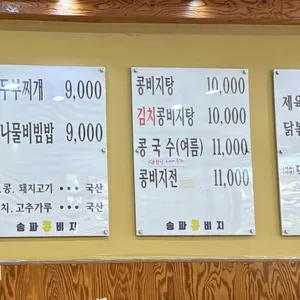 두부찌개 9,000
나물비빔밥 9,000
콩, 돼지고기 ••• 국산
치, 고추가루 ••• 국산
송파콩비지
콩비지탕 10,000
김치콩비지탕 10,000
콩국수(여름) 11,000
콩비지전 11,000
송파콩비지
제육
닭볶